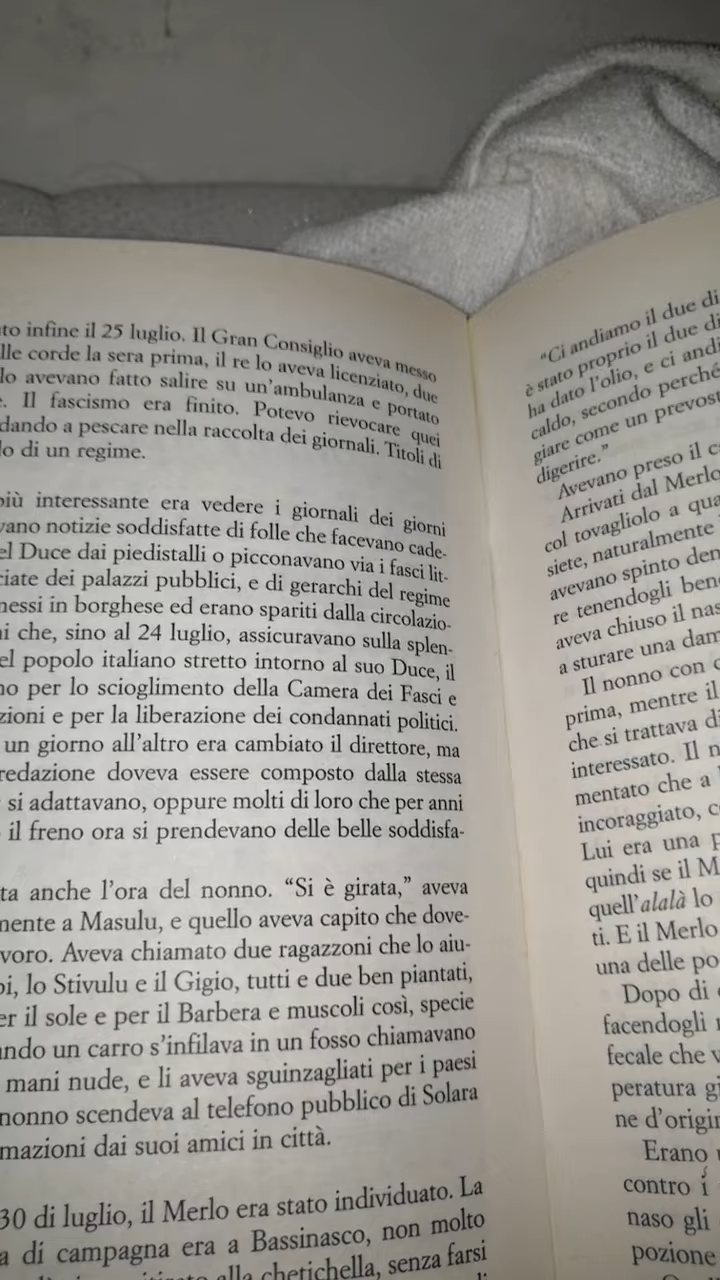 to infine il 25 luglio. Il Gran Consiglio aveva messo
lle corde la sera prima, il re lo aveva licenziato, due
lo avevano fatto salire su un'ambulanza e portato
e. Il fascismo era finito. Potevo rievocare quei
dando a pescare nella raccolta dei giornali. Titoli di
lo di un regime.
più interessante era vedere i giornali dei giorni
vano notizie soddisfatte di folle che facevano cade-
el Duce dai piedistalli o picconavano via i fasci lit-
ciate dei palazzi pubblici, e di gerarchi del regime
messi in borghese ed erano spariti dalla circolazio-
ni che, sino al 24 luglio, assicuravano sulla splen-
el popolo italiano stretto intorno al suo Duce, il
no per lo scioglimento della Camera dei Fasci e
zioni e per la liberazione dei condannati politici.
un giorno all'altro era cambiato il direttore, ma
redazione doveva essere composto dalla stessa
si adattavano, oppure molti di loro che per anni
il freno ora si prendevano delle belle soddisfa-
ta anche l'ora del nonno. “Si è girata,” aveva
mente a Masulu, e quello aveva capito che dove-
voro. Aveva chiamato due ragazzoni che lo aiu-
pi, lo Stivulu e il Gigio, tutti e due ben piantati,
er il sole e per il Barbera e muscoli così, specie
ando un carro s'infilava in un fosso chiamavano
mani nude, e li aveva sguinzagliati per i paesi
nonno scendeva al telefono pubblico di Solara
mazioni dai suoi amici in città.
30 di luglio, il Merlo era stato individuato. La
a di campagna era a Bassinasco, non molto
alla chetichella, senza farsi
“Ci andiamo il due di
è stato proprio il due di
ha dato l'olio, e ci andi
caldo, secondo perché
giare come un prevost
digerire.”
Avevano preso il c
Arrivati dal Merlo
col tovagliolo a qua
siete, naturalmente
avevano spinto den
re tenendogli ben
aveva chiuso il nas
a sturare una dam
Il nonno con c
prima, mentre il
che si trattava di
interessato. Il n
mentato che a
incoraggiato, c
Lui era una p
quindi se il M
quell'alalà lo
ti. E il Merlo
una delle po
Dopo di
facendogli
fecale che v
peratura gi
ne d'origin
Erano
contro i
naso gli
pozione